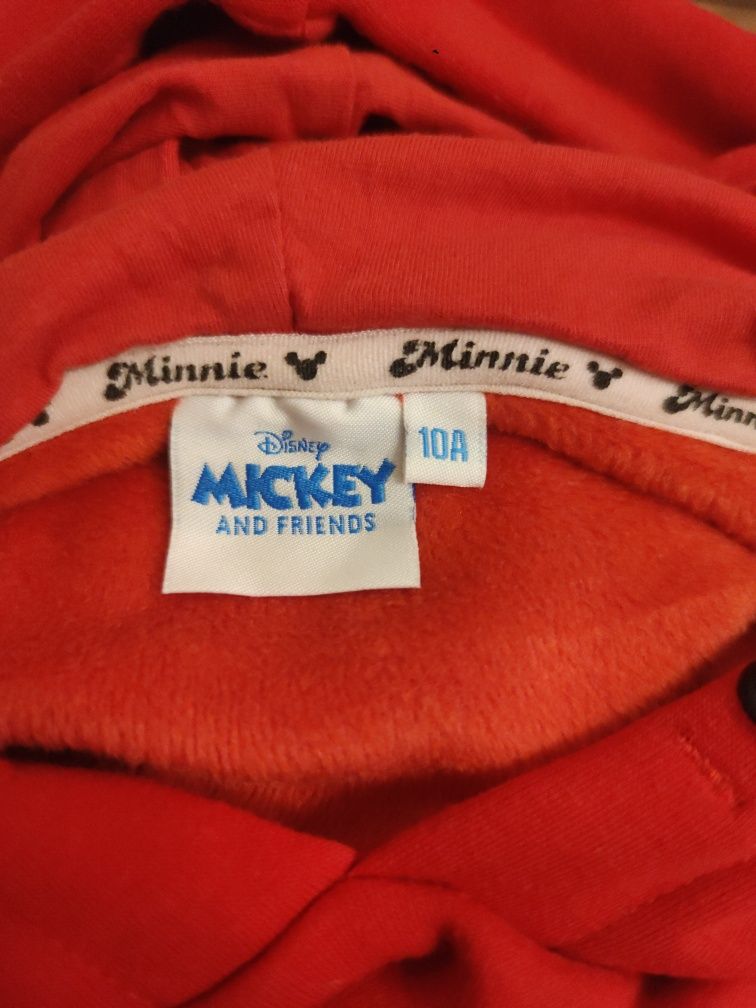 Minnie Minnie Minn
Disney
MICKEY
AND FRIENDS
10A